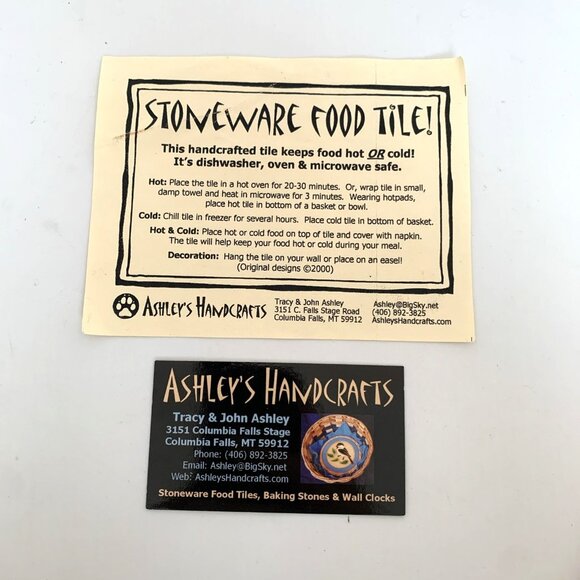 STONEWARE FOOD TILE!
This handcrafted tile keeps food hot OR cold!
It's dishwasher, oven & microwave safe.
Hot: Place the tile in a hot oven for 20-30 minutes. Or, wrap tile in small,
damp towel and heat in microwave for 3 minutes. Wearing hotpads,
place hot tile in bottom of a basket or bowl.
Cold: Chill tile in freezer for several hours. Place cold tile in bottom of basket.
Hot & Cold: Place hot or cold food on top of tile and cover with napkin.
The tile will help keep your food hot or cold during your meal.
Decoration: Hang the tile on your wall or place on an easel!
(Original designs ©2000)
ASHLEY'S HANDCRAFTS
Tracy & John Ashley
3151 C. Falls Stage Road
Columbia Falls, MT 59912
Ashley@BigSky.net
(406) 892-3825
AshleysHandcrafts.com
ASHLEY'S HANDCRAFTS
Tracy & John Ashley
3151 Columbia Falls Stage
Columbia Falls, MT 59912
Phone: (406) 892-3825
Email: Ashley@BigSky.net
Web: AshleysHandcrafts.com
Stoneware Food Tiles, Baking Stones & Wall Clocks